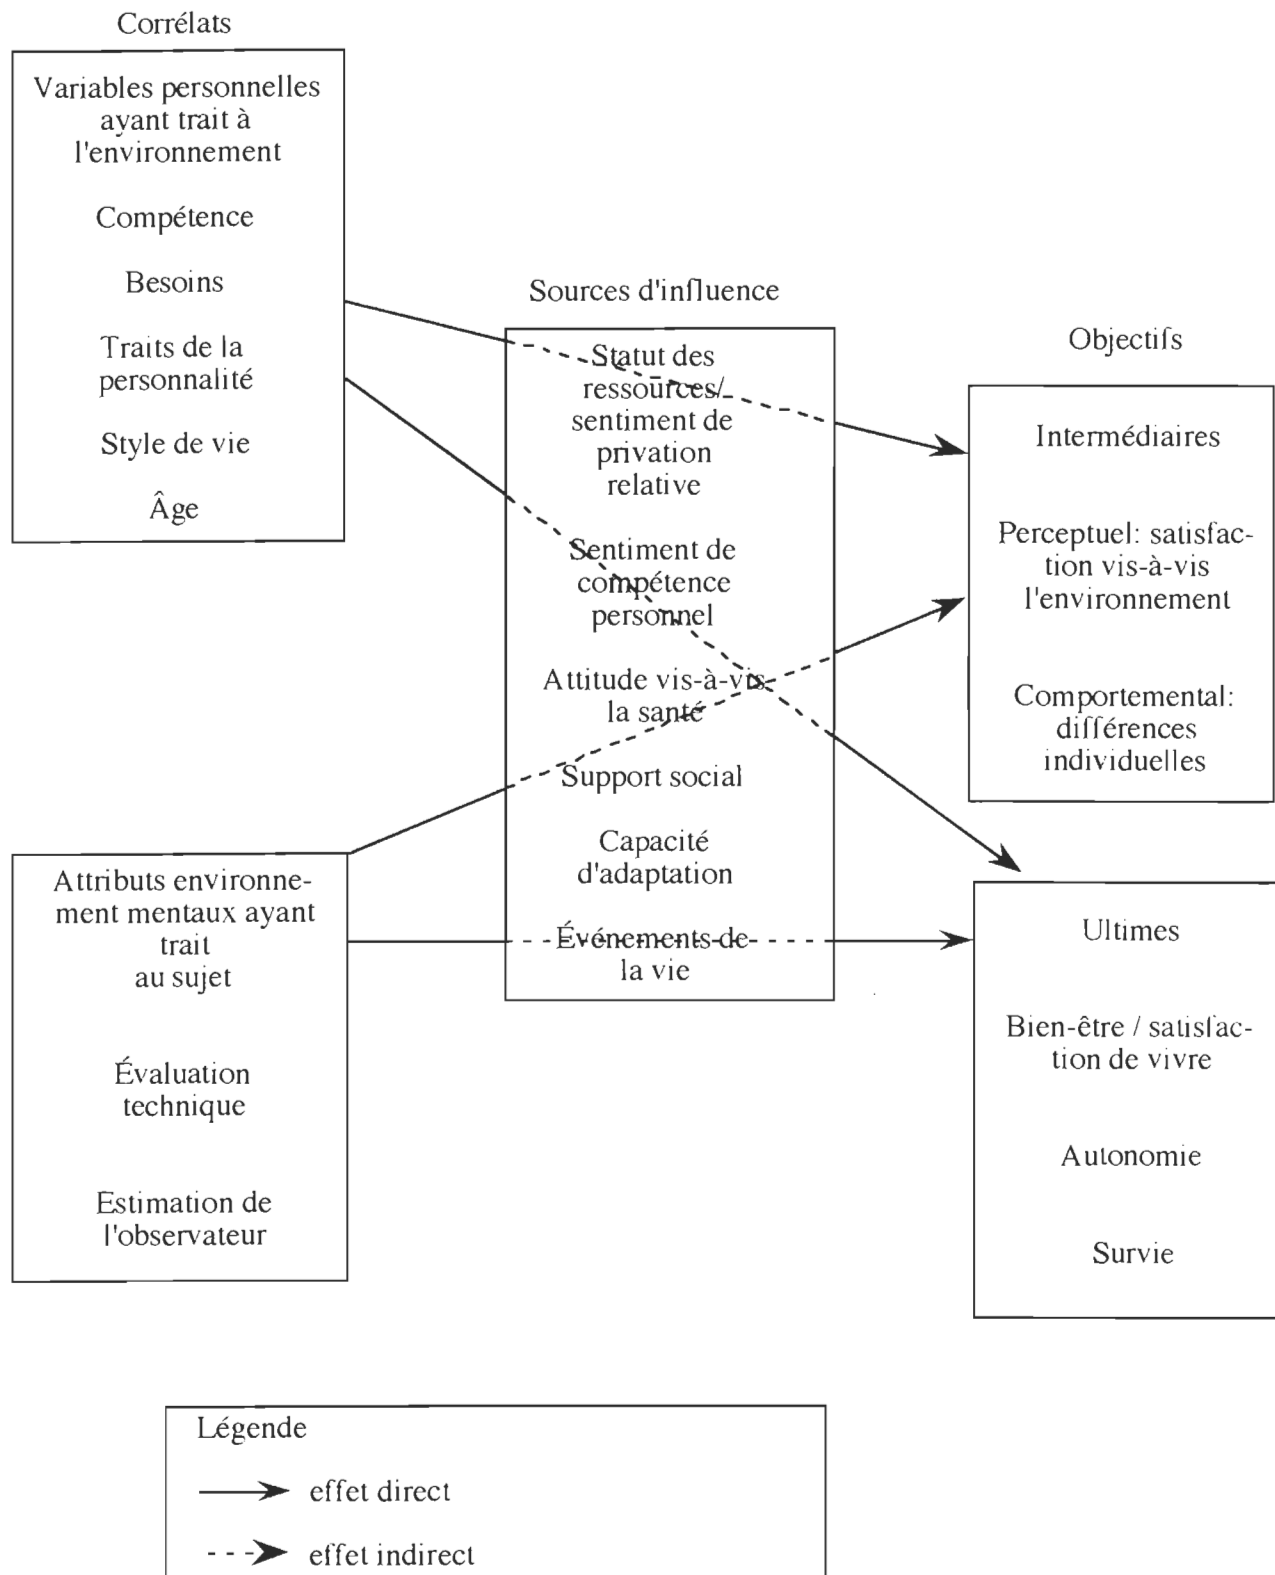 Corrélats
Variables personnelles
ayant trait à
l'environnement
Compétence
Besoins
Traits de la
personnalité
Style de vie
Âge
Attributs environne-
ment mentaux ayant
trait
au sujet
Évaluation
technique
Estimation de
l'observateur
Sources d'influence
Statut des
ressources/
sentiment de
privation
relative
Sentiment de
compétence
personnel
Attitude vis-à-vis
la santé
Support social
Capacité
d'adaptation
Événements de
la vie
Objectifs
Intermédiaires
Perceptuel: satisfac-
tion vis-à-vis
l'environnement
Comportemental:
différences
individuelles
Ultimes
Bien-être / satisfac-
tion de vivre
Autonomie
Survie
Légende
effet direct
effet indirect